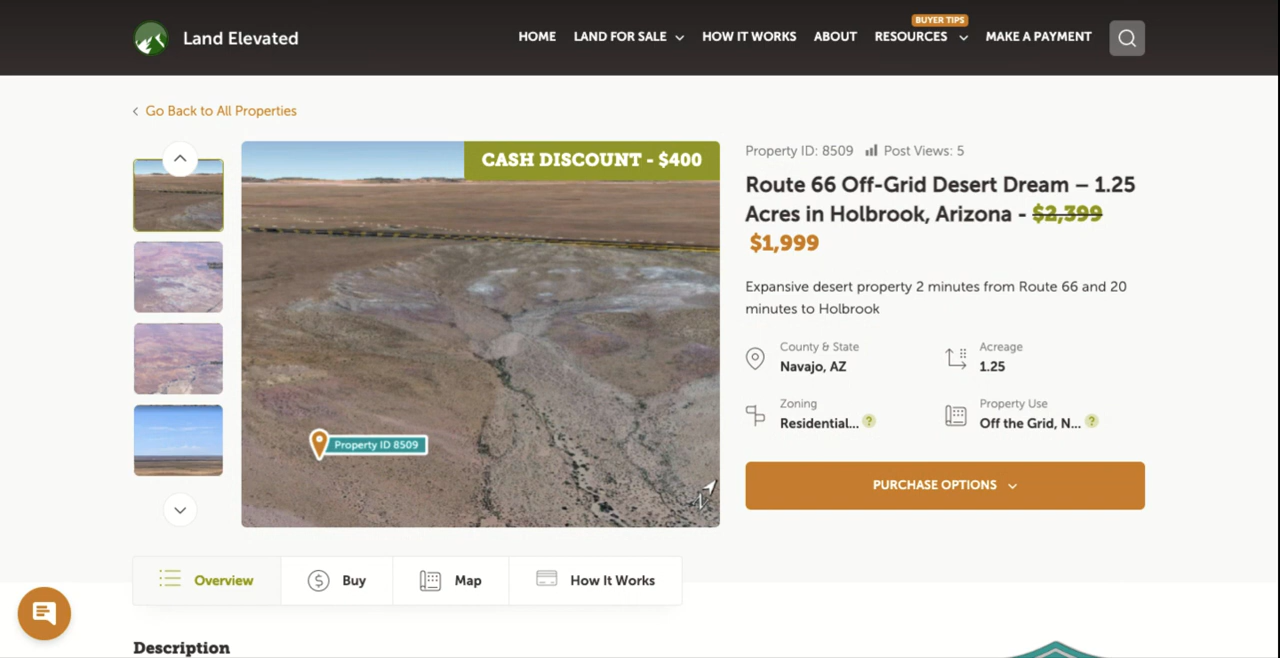 Land Elevated
HOME
LAND FOR SALE
HOW IT WORKS
ABOUT
BUYER TIPS
RESOURCES
MAKE A PAYMENT
Go Back to All Properties
CASH DISCOUNT - $400
Property ID 8509
Property ID: 8509 Post Views: 5
Route 66 Off-Grid Desert Dream – 1.25
Acres in Holbrook, Arizona - $2,399
$1,999
Expansive desert property 2 minutes from Route 66 and 20
minutes to Holbrook
County & State
Navajo, AZ
Acreage
1.25
Zoning
Residential... ?
Property Use
Off the Grid, N... ?
PURCHASE OPTIONS
Overview
Buy
Map
How It Works
Description